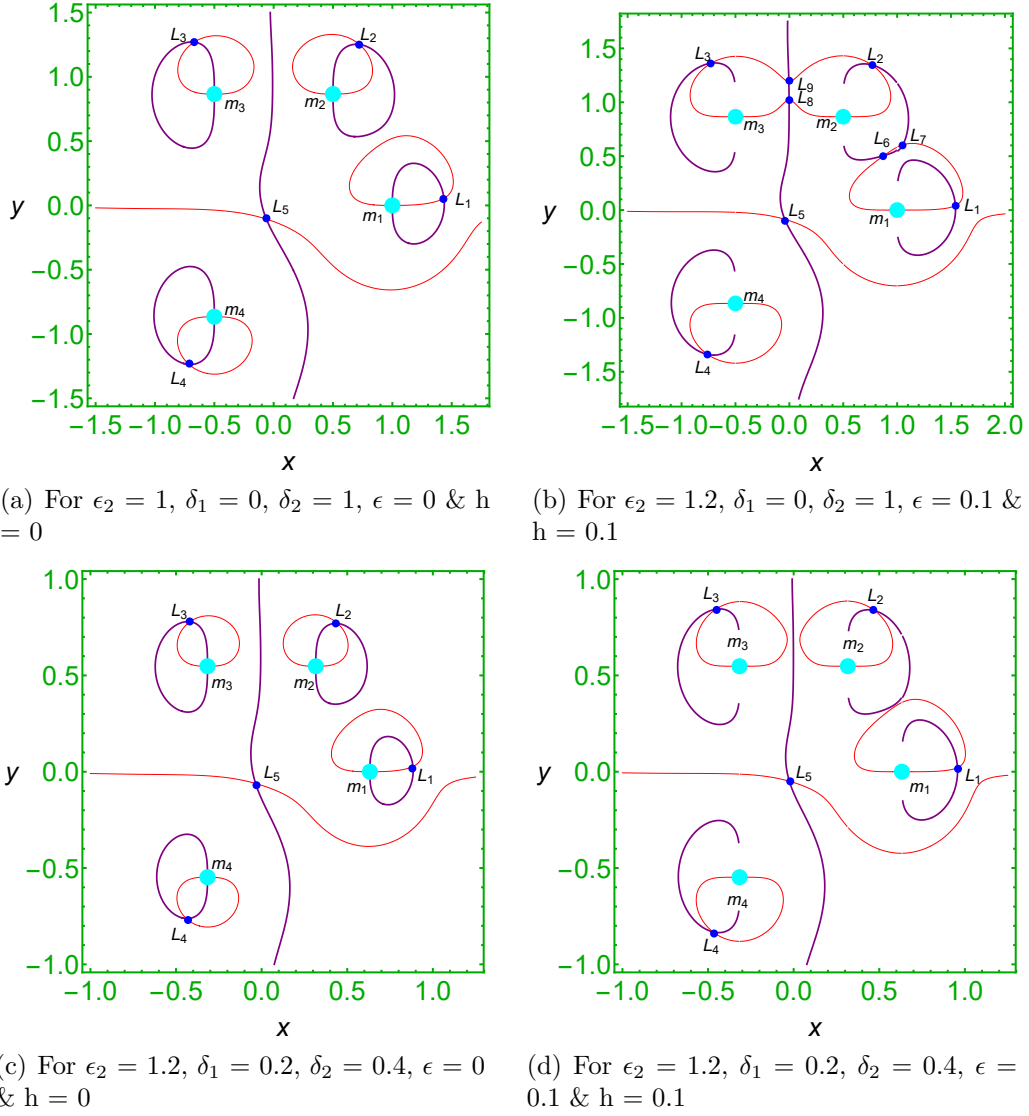 L3
L2
m3
m2
L1
m1
L5
m4
L4
y
1.5
1.0
0.5
0.0
−0.5
−1.0
−1.5
−1.5 −1.0 −0.5 0.0 0.5 1.0 1.5
x
(a) For ϵ₂ = 1, δ₁ = 0, δ₂ = 1, ϵ = 0 & h
= 0
L3
L2
L9
L8
m3
m2
L6
L7
L5
m1
L1
m4
L4
y
1.5
1.0
0.5
0.0
−0.5
−1.0
−1.5
−1.5 −1.0 −0.5 0.0 0.5 1.0 1.5 2.0
x
(b) For ϵ₂ = 1.2, δ₁ = 0, δ₂ = 1, ϵ = 0.1 &
h = 0.1
L3
L2
m3
m2
L5
m1
L1
m4
L4
y
1.0
0.5
0.0
−0.5
−1.0
−1.0 −0.5 0.0 0.5 1.0
x
(c) For ϵ₂ = 1.2, δ₁ = 0.2, δ₂ = 0.4, ϵ = 0
& h = 0
L3
L2
m3
m2
L5
m1
L1
m4
L4
y
1.0
0.5
0.0
−0.5
−1.0
−1.0 −0.5 0.0 0.5 1.0
x
(d) For ϵ₂ = 1.2, δ₁ = 0.2, δ₂ = 0.4, ϵ =
0.1 & h = 0.1